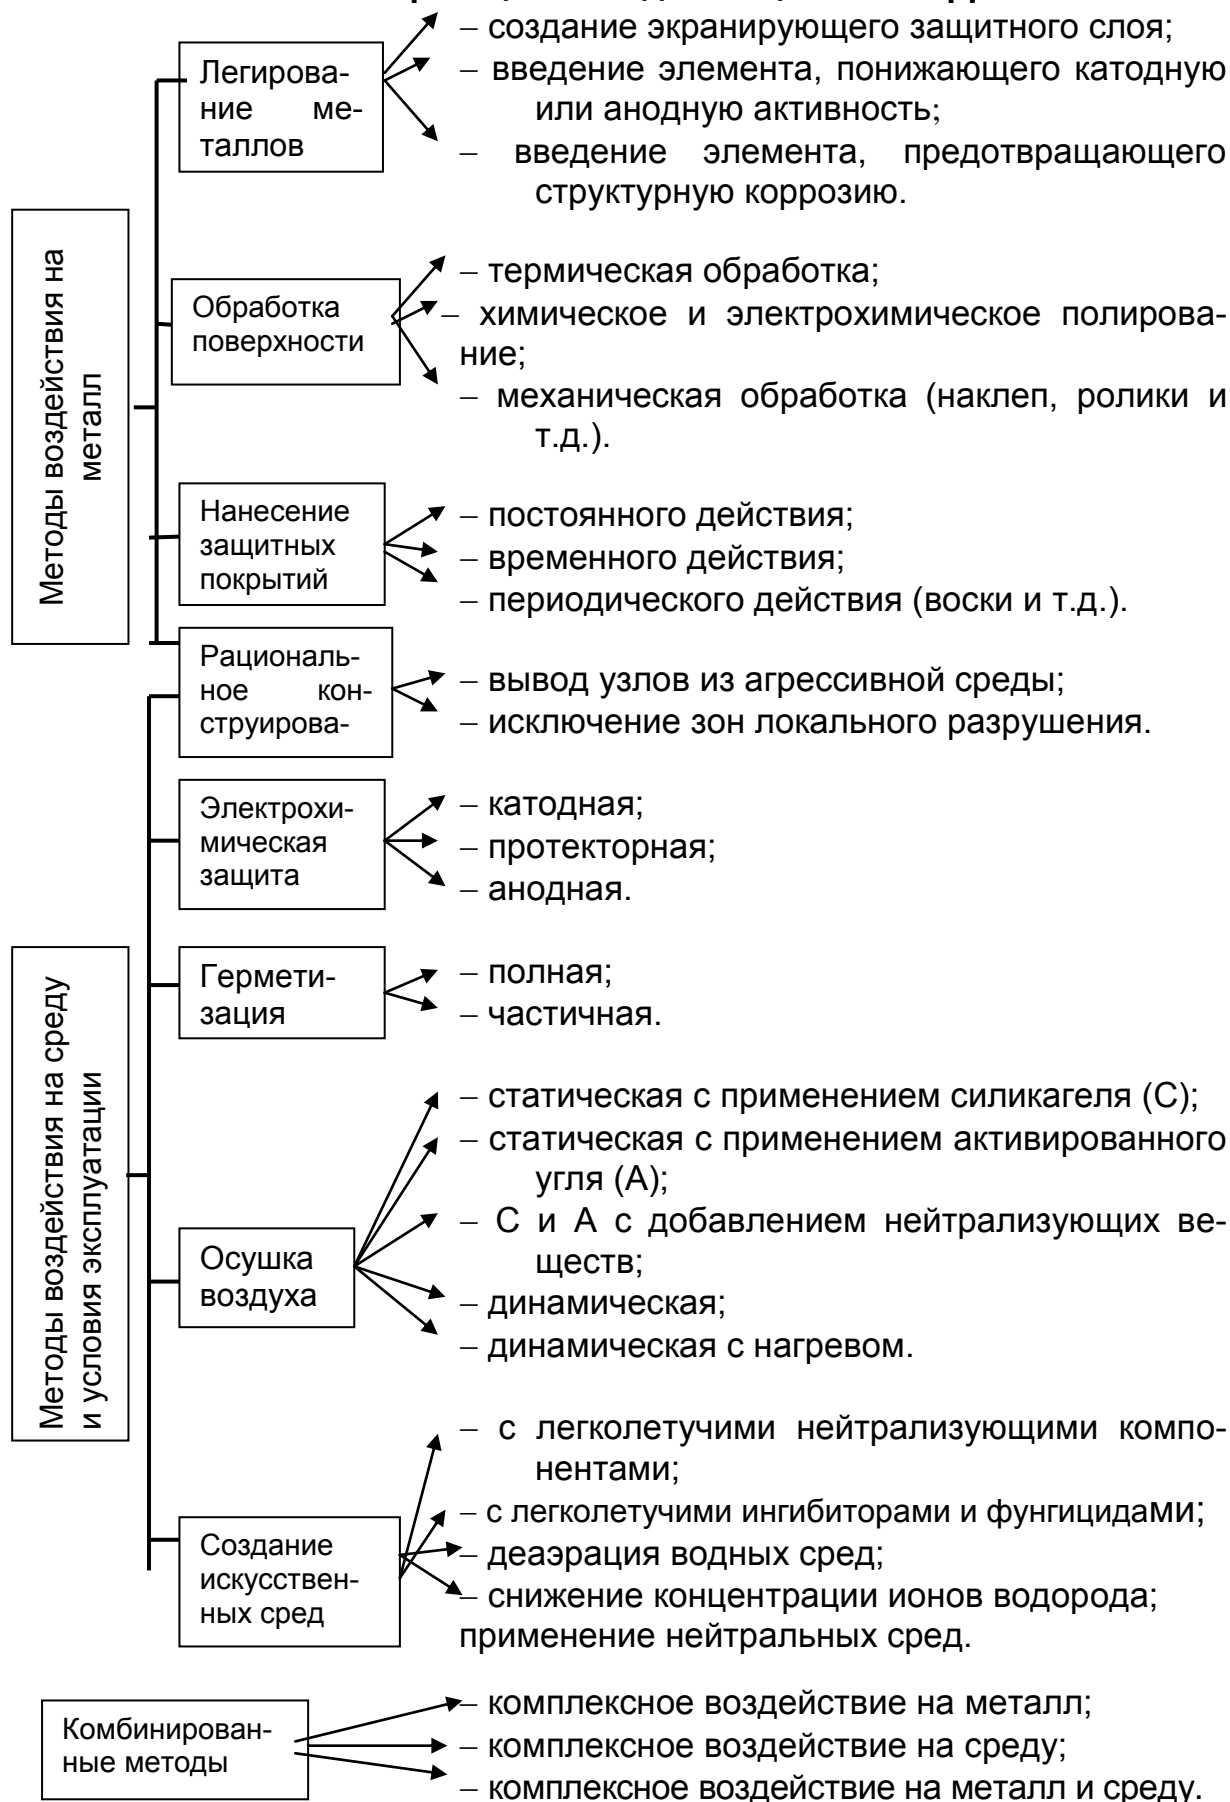 – создание экранирующего защитного слоя;
Легирова-
ние ме-
таллов
– введение элемента, понижающего катодную
или анодную активность;
– введение элемента, предотвращающего
структурную коррозию.
Методы воздействия на
металл
Обработка
поверхности
– термическая обработка;
– химическое и электрохимическое полирова-
ние;
– механическая обработка (наклеп, ролики и
т.д.).
Нанесение
защитных
покрытий
– постоянного действия;
– временного действия;
– периодического действия (воски и т.д.).
Рациональ-
ное кон-
струирова-
– вывод узлов из агрессивной среды;
– исключение зон локального разрушения.
Электрохи-
мическая
защита
– катодная;
– протекторная;
– анодная.
Методы воздействия на среду
и условия эксплуатации
Гермети-
зация
– полная;
– частичная.
Осушка
воздуха
– статическая с применением силикагеля (С);
– статическая с применением активированного
угля (А);
– С и А с добавлением нейтрализующих ве-
ществ;
– динамическая;
– динамическая с нагревом.
Создание
искусствен-
ных сред
– с легколетучими нейтрализующими компо-
нентами;
– с легколетучими ингибиторами и фунгицидами;
– деаэрация водных сред;
– снижение концентрации ионов водорода;
применение нейтральных сред.
Комбинирован-
ные методы
– комплексное воздействие на металл;
– комплексное воздействие на среду;
– комплексное воздействие на металл и среду.